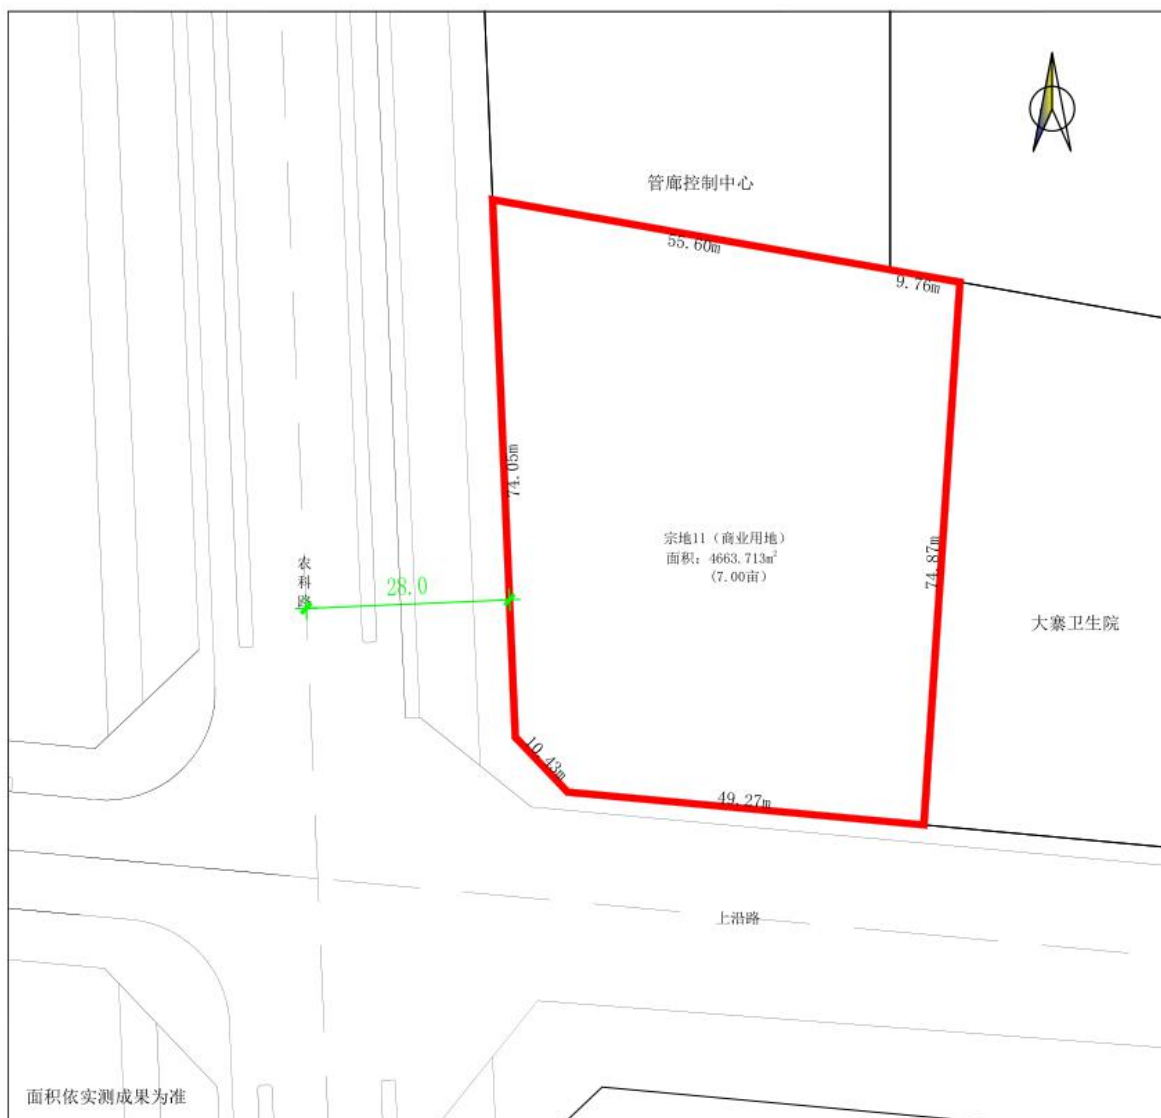 管廊控制中心
55.60m
9.76m
74.05m
宗地11（商业用地）
面积：4663.713m²
(7.00亩)
74.87m
农科路
28.0
大寨卫生院
10.43m
49.27m
上沿路
面积依实测成果为准